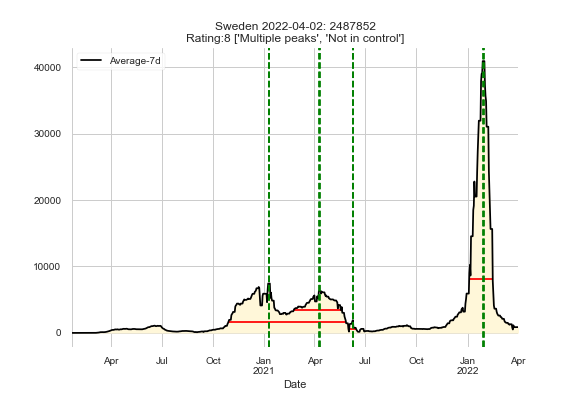 Sweden 2022-04-02: 2487852
Rating:8 ['Multiple peaks', 'Not in control']
Average-7d
40000
30000
20000
10000
0
Apr Jul Oct Jan Apr Jul Oct Jan Apr
2021 2022
Date